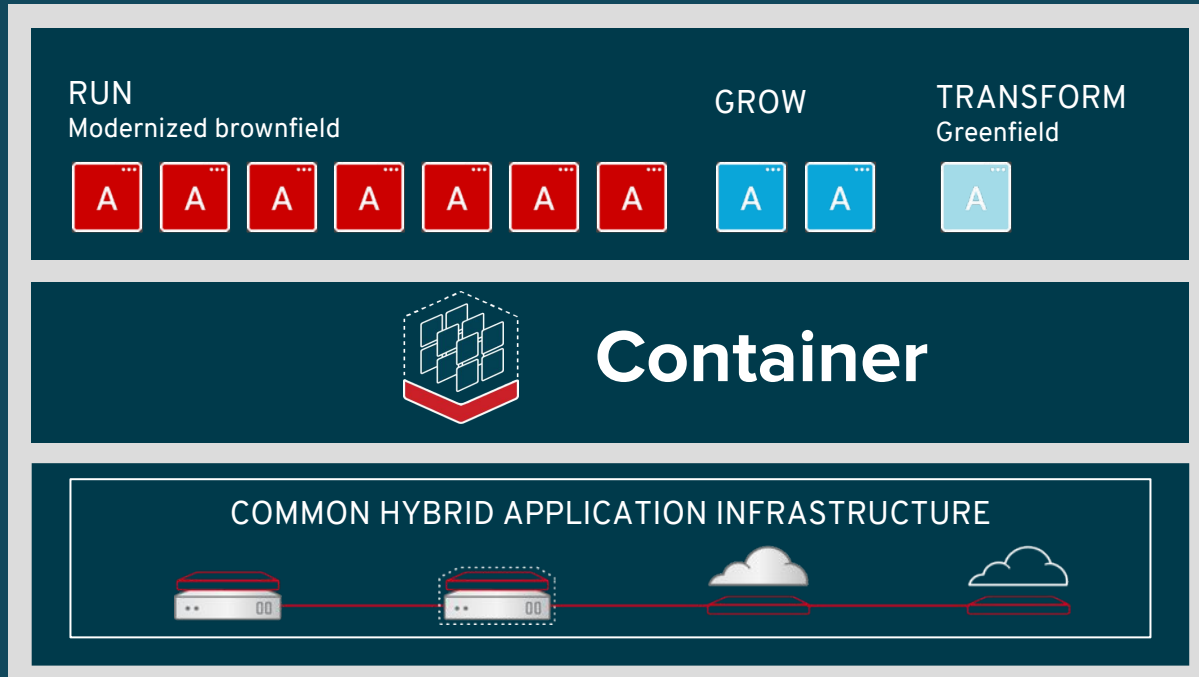 RUN
Modernized brownfield
GROW
TRANSFORM
Greenfield
A A A A A A A A A A
Container
COMMON HYBRID APPLICATION INFRASTRUCTURE